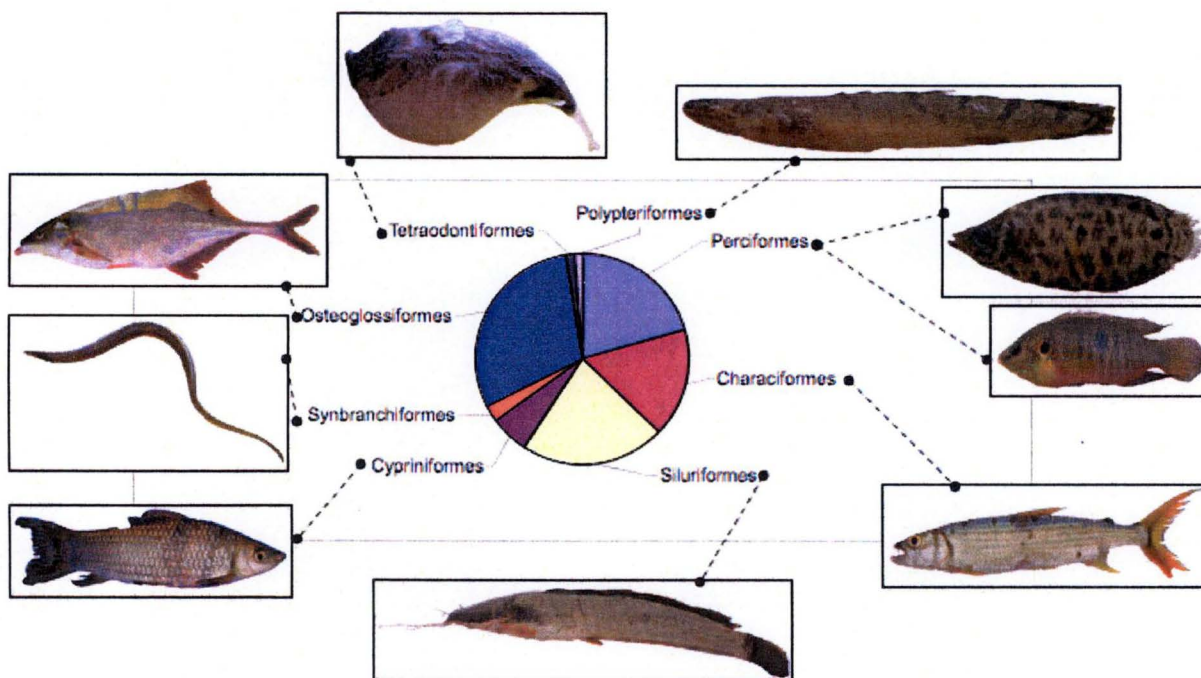 Polypteriformes
Tetraodontiformes
Perciformes
Osteoglossiformes
Characiformes
Synbranchiformes
Cypriniformes
Siluriformes